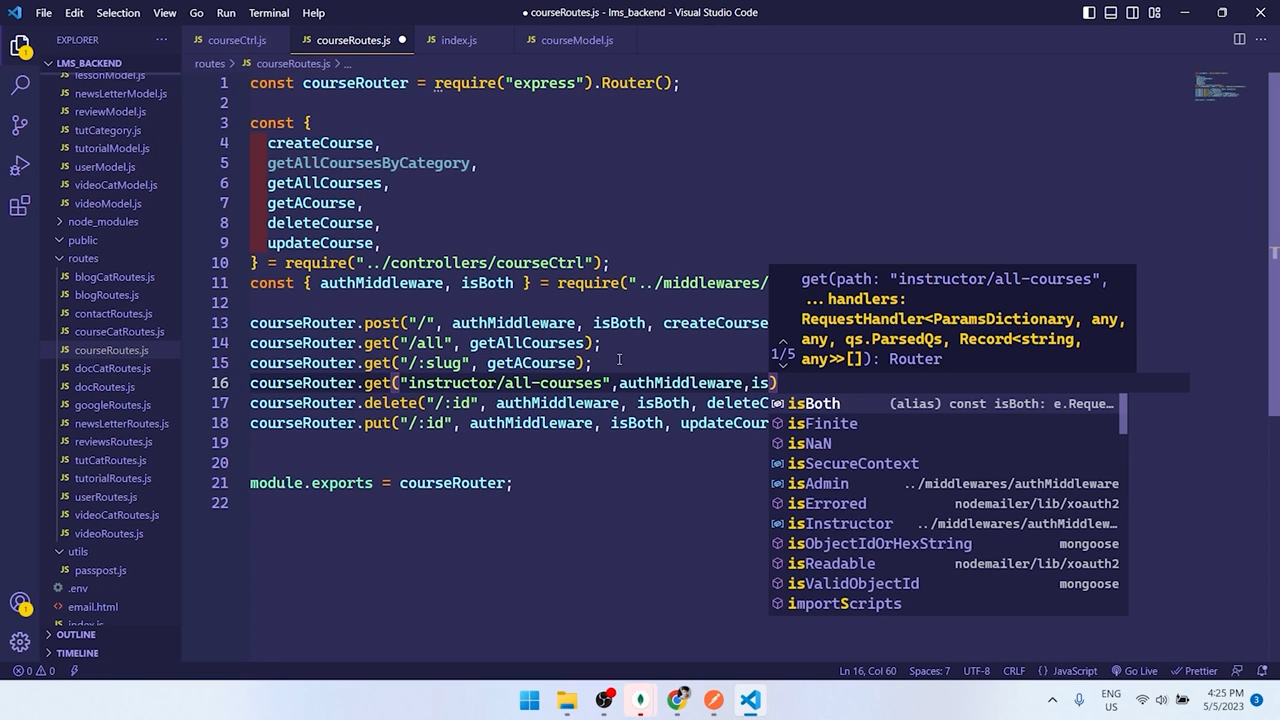 File Edit Selection View Go Run Terminal Help
● courseRoutes.js - lms_backend - Visual Studio Code
EXPLORER
LMS_BACKEND
lessonModel.js
newsLetterModel.js
reviewModel.js
tutCategory.js
tutorialModel.js
userModel.js
videoCatModel.js
videoModel.js
node_modules
public
routes
blogCatRoutes.js
blogRoutes.js
contactRoutes.js
courseCatRoutes.js
courseRoutes.js
docCatRoutes.js
docRoutes.js
googleRoutes.js
newsLetterRoutes.js
reviewsRoutes.js
tutCatRoutes.js
tutorialRoutes.js
userRoutes.js
videoCatRoutes.js
videoRoutes.js
utils
passpost.js
.env
email.html
index.js
OUTLINE
TIMELINE
courseCtrl.js courseRoutes.js ● index.js courseModel.js
routes > courseRoutes.js > ...
1 const courseRouter = require("express").Router();
2
3 const {
4 createCourse,
5 getAllCoursesByCategory,
6 getAllCourses,
7 getACourse,
8 deleteCourse,
9 updateCourse,
10 } = require("../controllers/courseCtrl");
11 const { authMiddleware, isBoth } = require("../middlewares/
12
13 courseRouter.post("/", authMiddleware, isBoth, createCourse
14 courseRouter.get("/all", getAllCourses);
15 courseRouter.get("/:slug", getACourse);
16 courseRouter.get("instructor/all-courses",authMiddleware,is)
17 courseRouter.delete("/:id", authMiddleware, isBoth, deleteC
18 courseRouter.put("/:id", authMiddleware, isBoth, updateCour
19
20
21 module.exports = courseRouter;
22
get(path: "instructor/all-courses",
...handlers:
RequestHandler<ParamsDictionary, any,
any, qs.ParsedQs, Record<string,
any>>[]): Router
1/5
isBoth (alias) const isBoth: e.Reque…
isFinite
isNaN
isSecureContext
isAdmin ../middlewares/authMiddleware
isErrored nodemailer/lib/xoauth2
isInstructor ../middlewares/authMiddlew…
isObjectIdOrHexString mongoose
isReadable nodemailer/lib/xoauth2
isValidObjectId mongoose
importScripts
0 0 Ln 16, Col 60 Spaces: 7 UTF-8 CRLF {} JavaScript Go Live Prettier
ENG
US
4:25 PM
5/5/2023
3